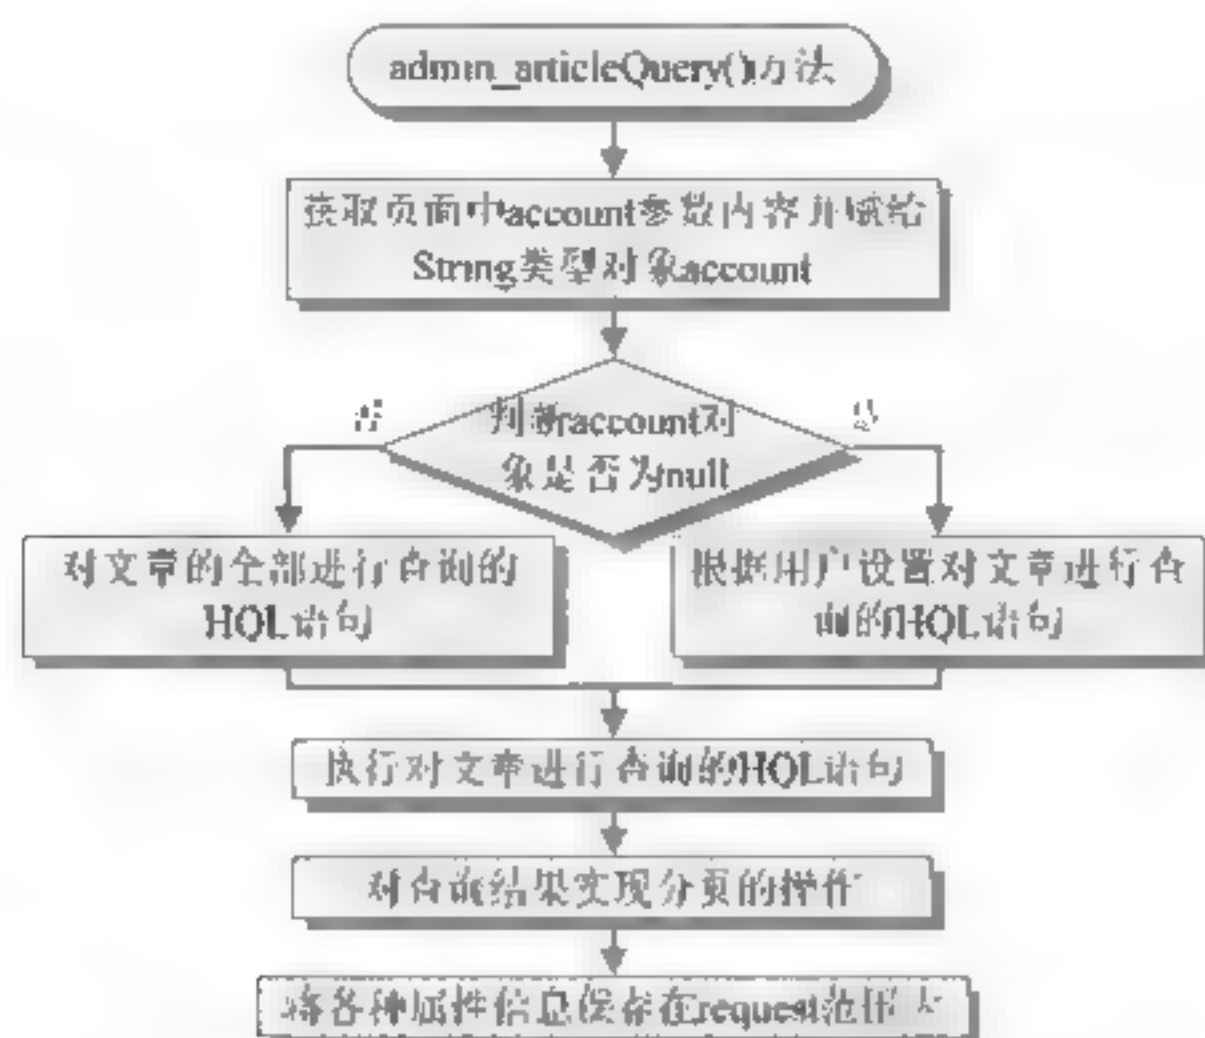 admin_articleQuery()方法
获取页面中account参数内容并赋给
String类型对象account
否
判断account对
象是否为null
是
对文章的全部进行查询的
HQL语句
根据用户设置对文章进行查
询的HQL语句
执行对文章进行查询的HQL语句
对查询结果实现分页的操作
将各种属性信息保存在request范围内